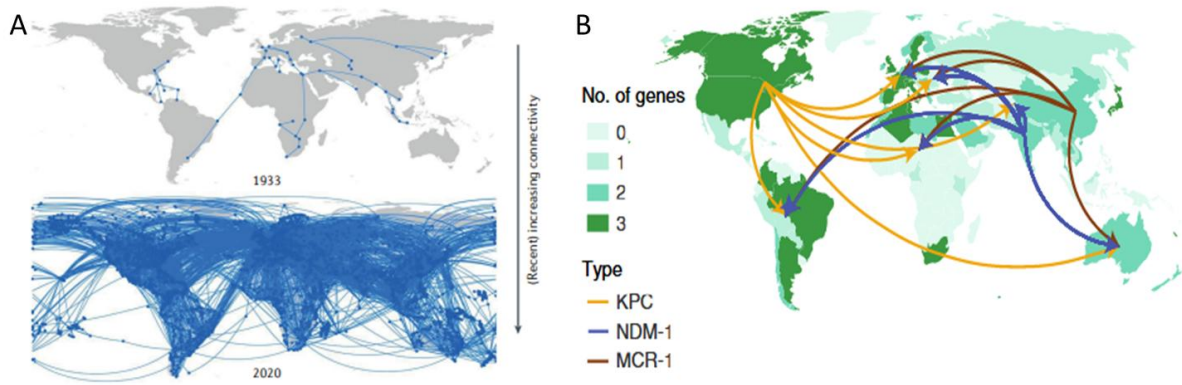 A
1933
(Recent) increasing connectivity
2020
B
No. of genes
0
1
2
3
Type
KPC
NDM-1
MCR-1